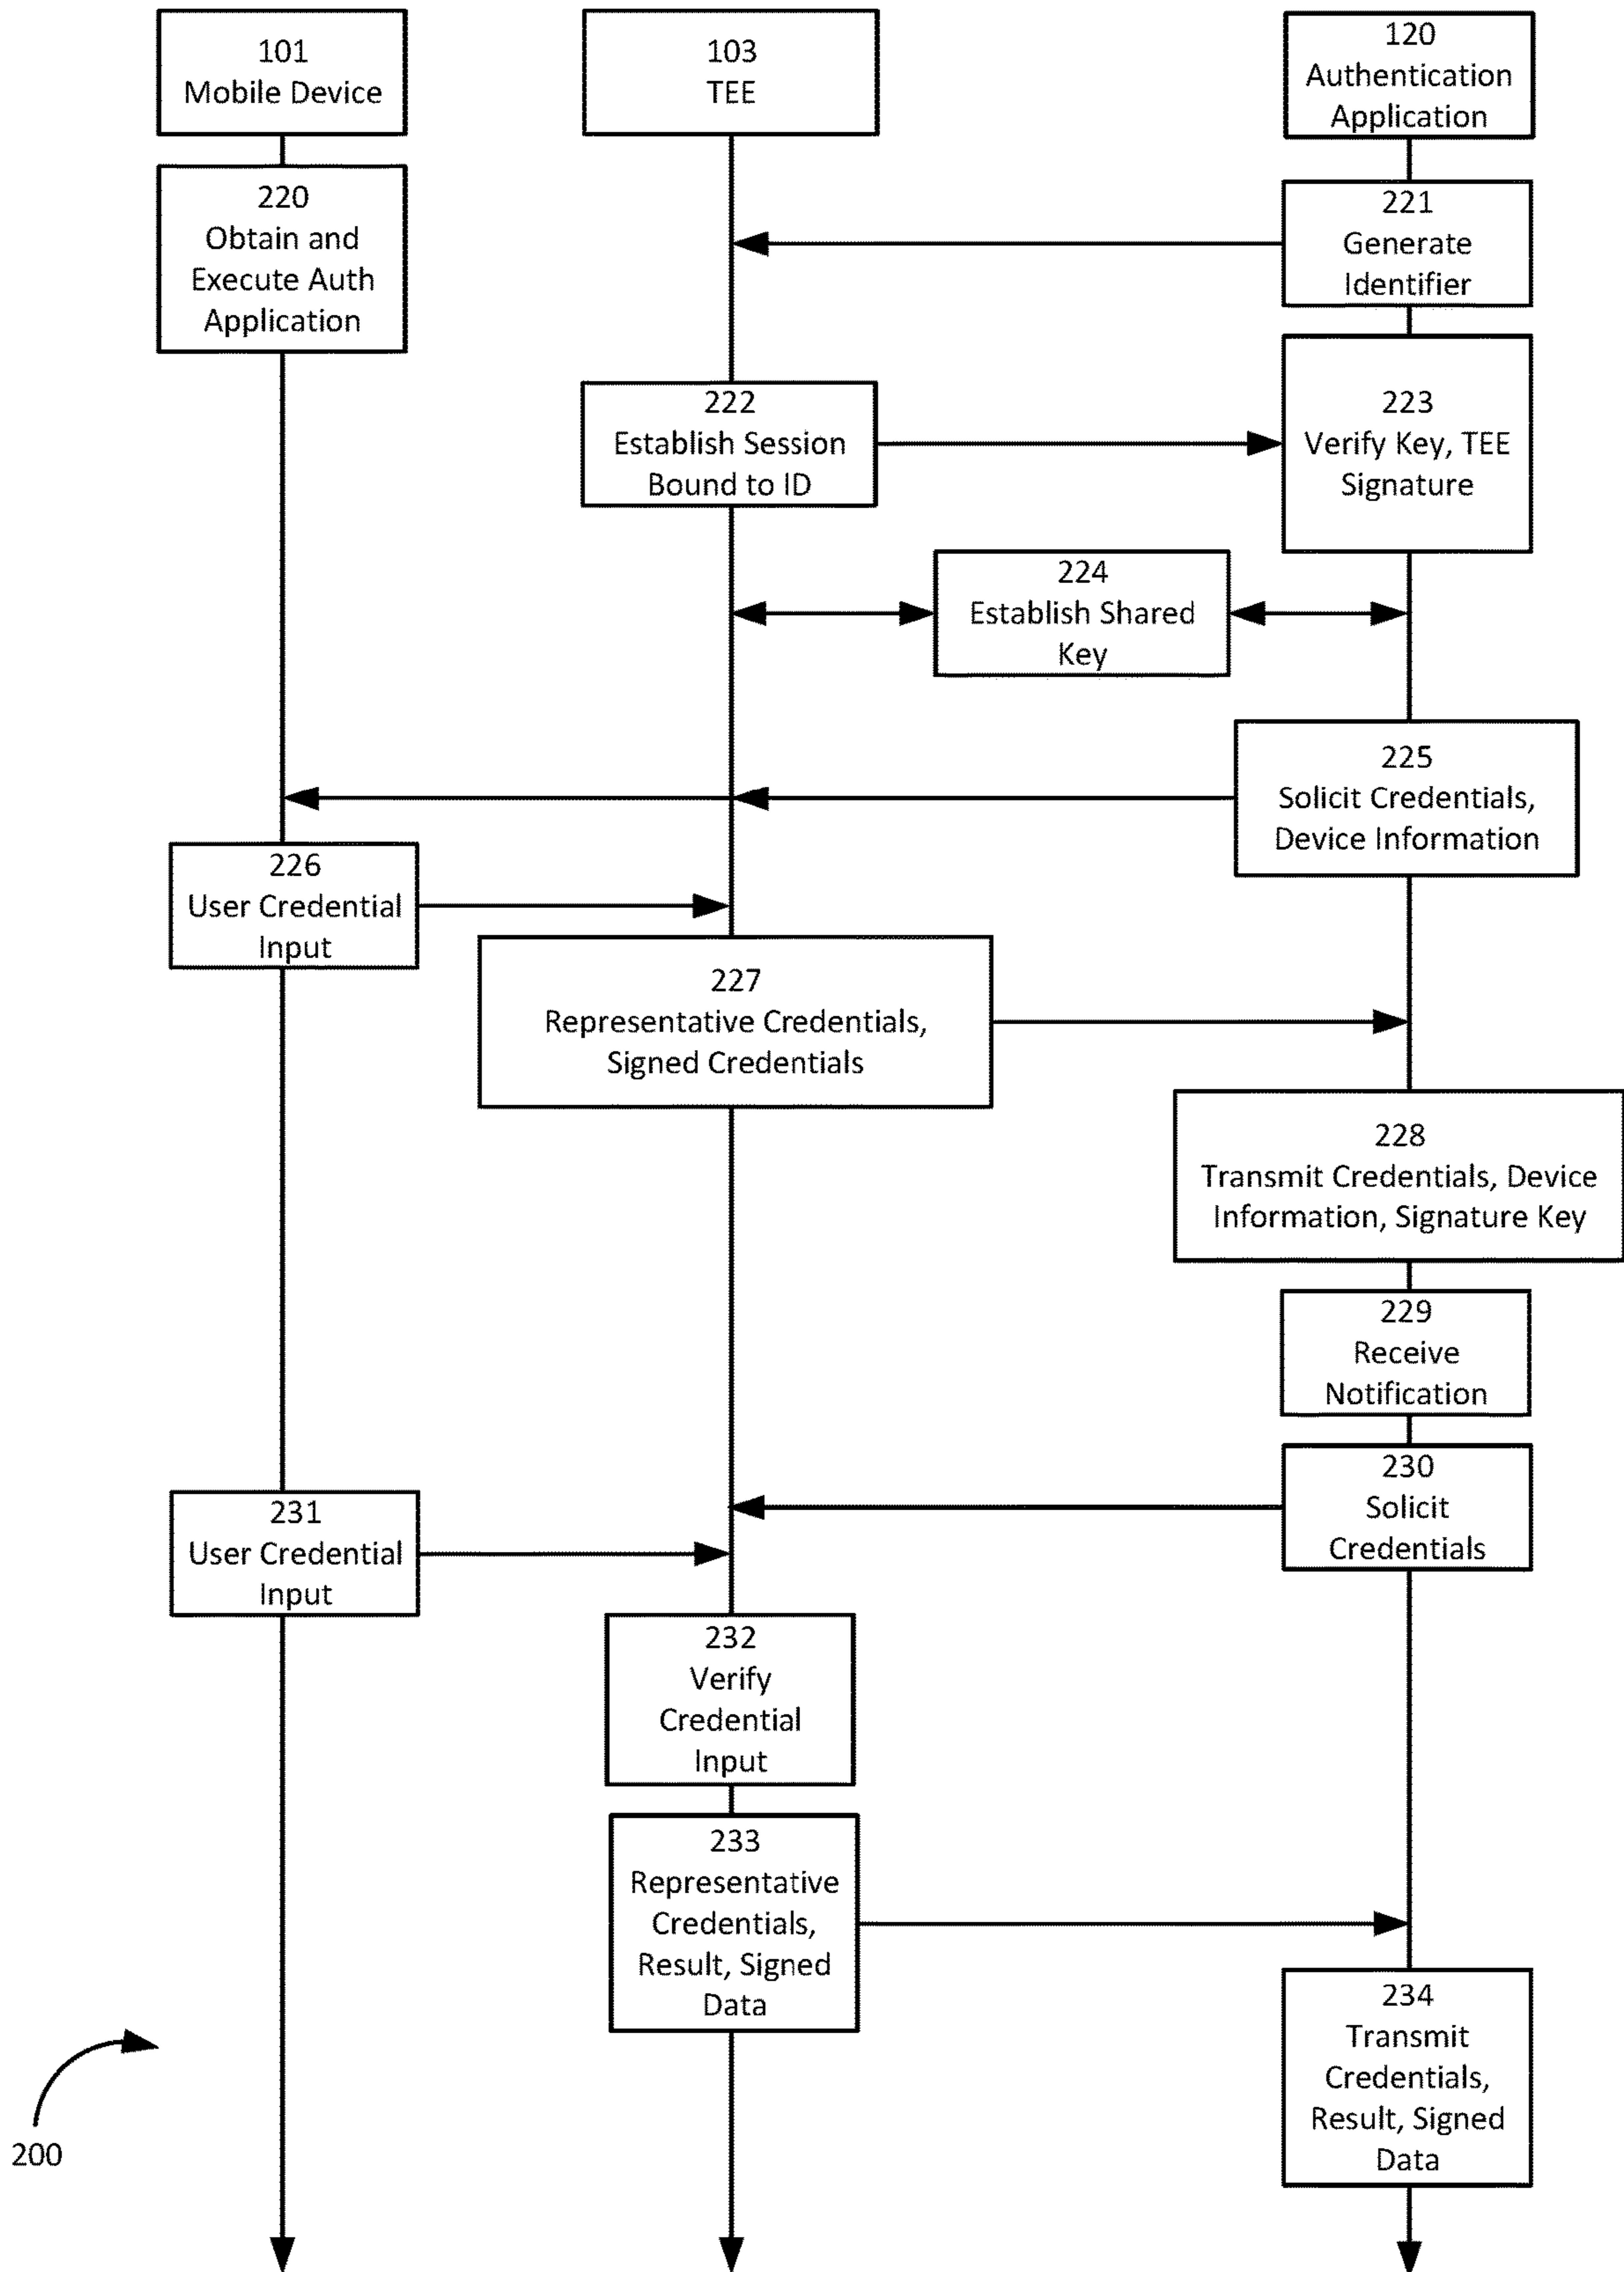 101
Mobile Device
103
TEE
120
Authentication
Application
220
Obtain and
Execute Auth
Application
221
Generate
Identifier
222
Establish Session
Bound to ID
223
Verify Key, TEE
Signature
224
Establish Shared
Key
225
Solicit Credentials,
Device Information
226
User Credential
Input
227
Representative Credentials,
Signed Credentials
228
Transmit Credentials, Device
Information, Signature Key
229
Receive
Notification
230
Solicit
Credentials
231
User Credential
Input
232
Verify
Credential
Input
233
Representative
Credentials,
Result, Signed
Data
234
Transmit
Credentials,
Result, Signed
Data
200